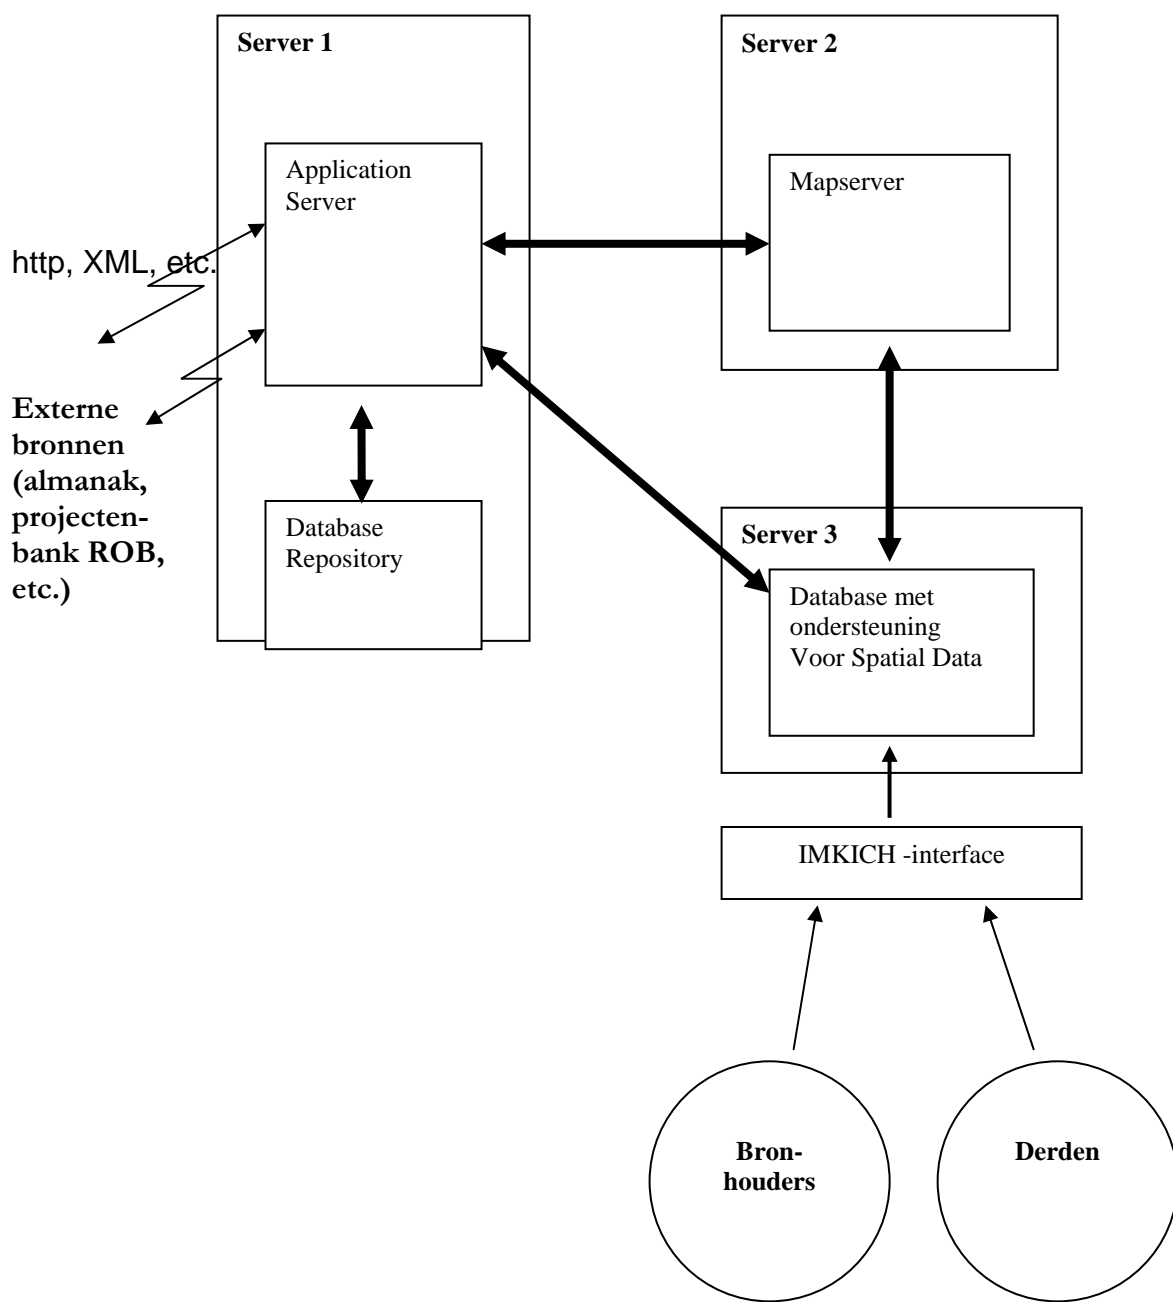 Server 1
Server 2
Application
Server
Mapserver
http, XML, etc.
Externe
bronnen
(almanak,
projecten-
bank ROB,
etc.)
Database
Repository
Server 3
Database met
ondersteuning
Voor Spatial Data
IMKICH -interface
Bron-
houders
Derden